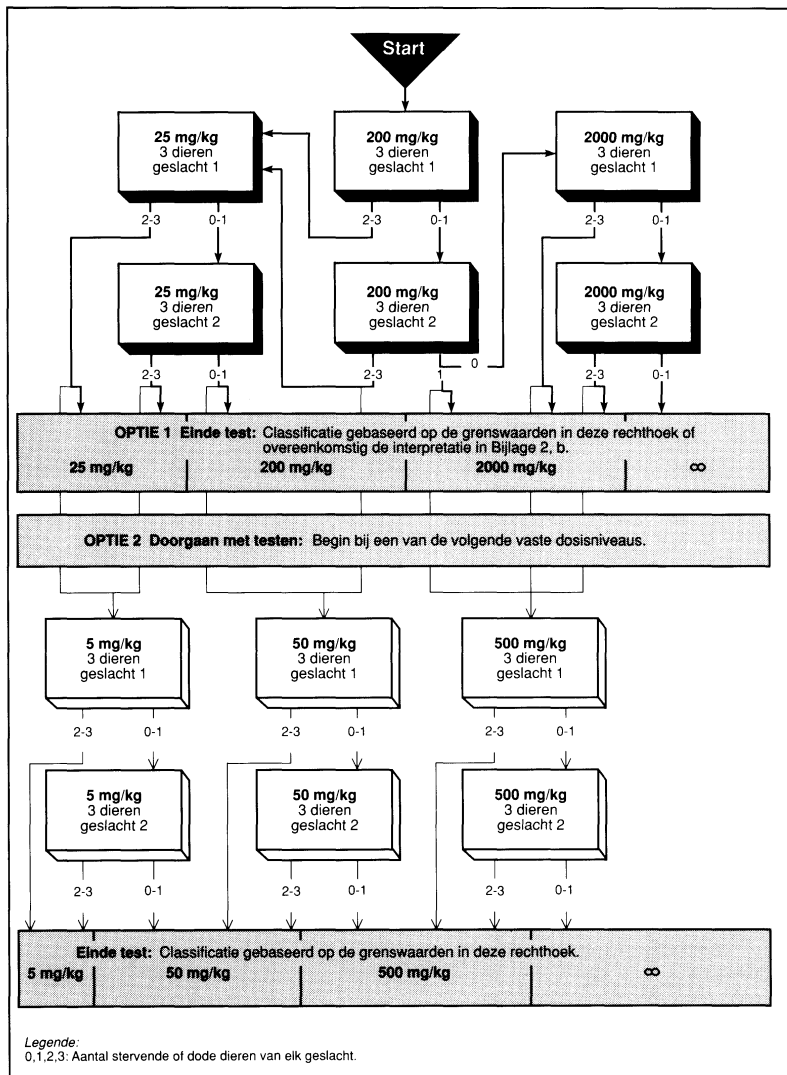 Start
25 mg/kg
3 dieren
geslacht 1
200 mg/kg
3 dieren
geslacht 1
2000 mg/kg
3 dieren
geslacht 1
2-3 0-1 2-3 0-1 2-3 0-1
25 mg/kg
3 dieren
geslacht 2
200 mg/kg
3 dieren
geslacht 2
2000 mg/kg
3 dieren
geslacht 2
0
2-3 0-1 2-3 1 2-3 0-1
OPTIE 1 Einde test: Classificatie gebaseerd op de grenswaarden in deze rechthoek of
overeenkomstig de interpretatie in Bijlage 2, b.
25 mg/kg 200 mg/kg 2000 mg/kg ∞
OPTIE 2 Doorgaan met testen: Begin bij een van de volgende vaste dosisniveaus.
5 mg/kg
3 dieren
geslacht 1
50 mg/kg
3 dieren
geslacht 1
500 mg/kg
3 dieren
geslacht 1
2-3 0-1 2-3 0-1 2-3 0-1
5 mg/kg
3 dieren
geslacht 2
50 mg/kg
3 dieren
geslacht 2
500 mg/kg
3 dieren
geslacht 2
2-3 0-1 2-3 0-1 2-3 0-1
Einde test: Classificatie gebaseerd op de grenswaarden in deze rechthoek.
5 mg/kg 50 mg/kg 500 mg/kg ∞
Legende:
0,1,2,3: Aantal stervende of dode dieren van elk geslacht.